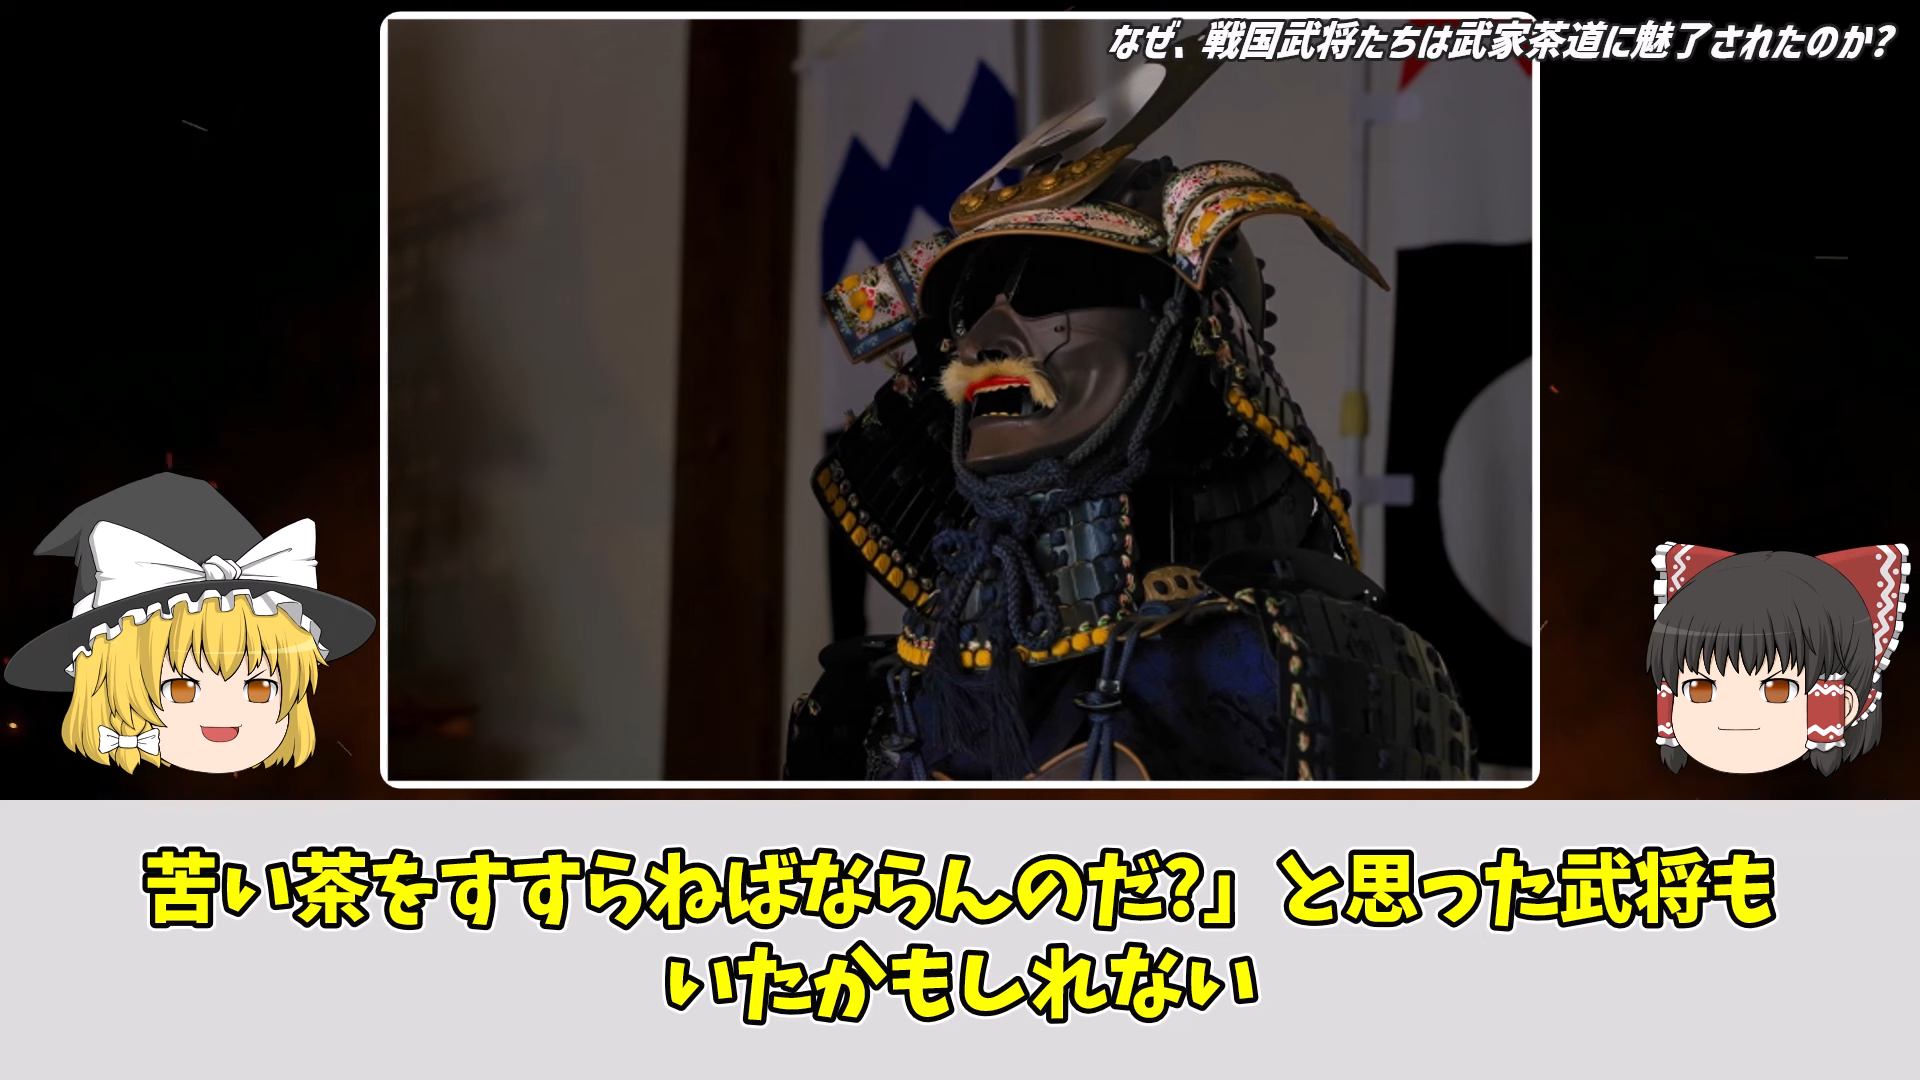 なぜ、戦国武将たちは武家茶道に魅了されたのか?
苦い茶をすすらねばならんのだ?」と思った武将も
いたかもしれない